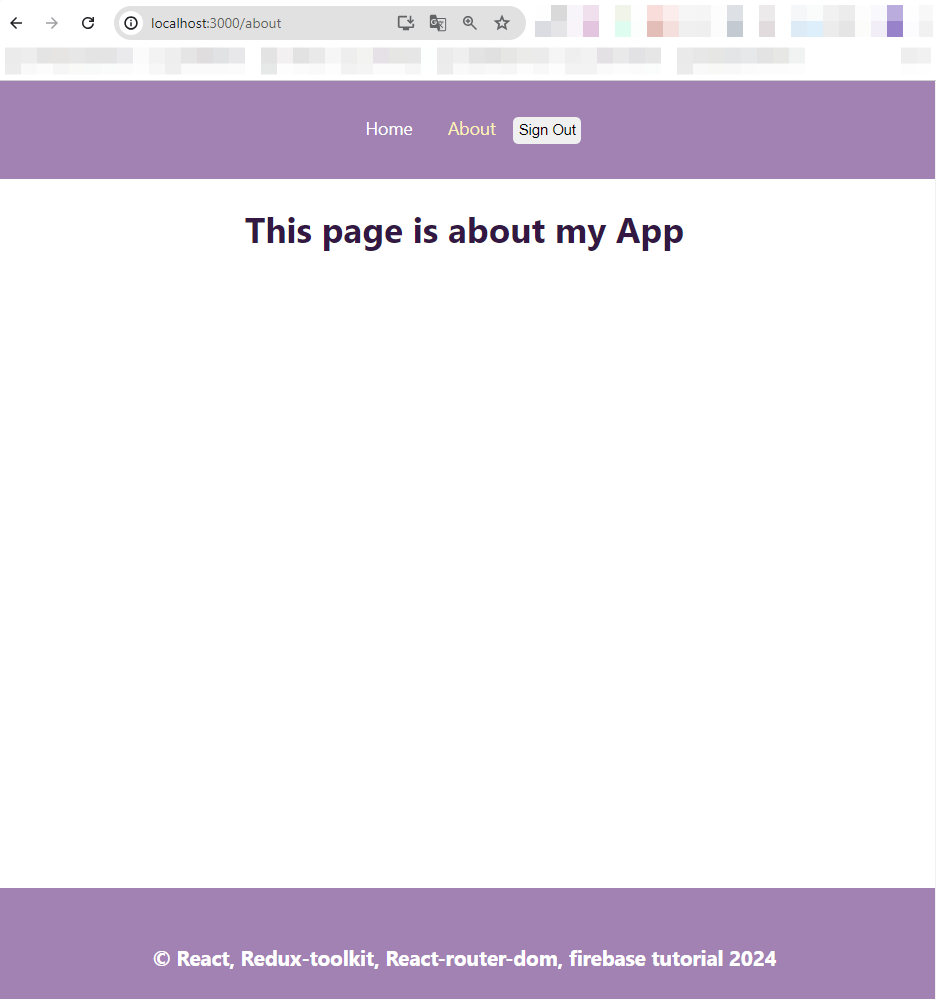 localhost:3000/about
Home About Sign Out
This page is about my App
© React, Redux-toolkit, React-router-dom, firebase tutorial 2024